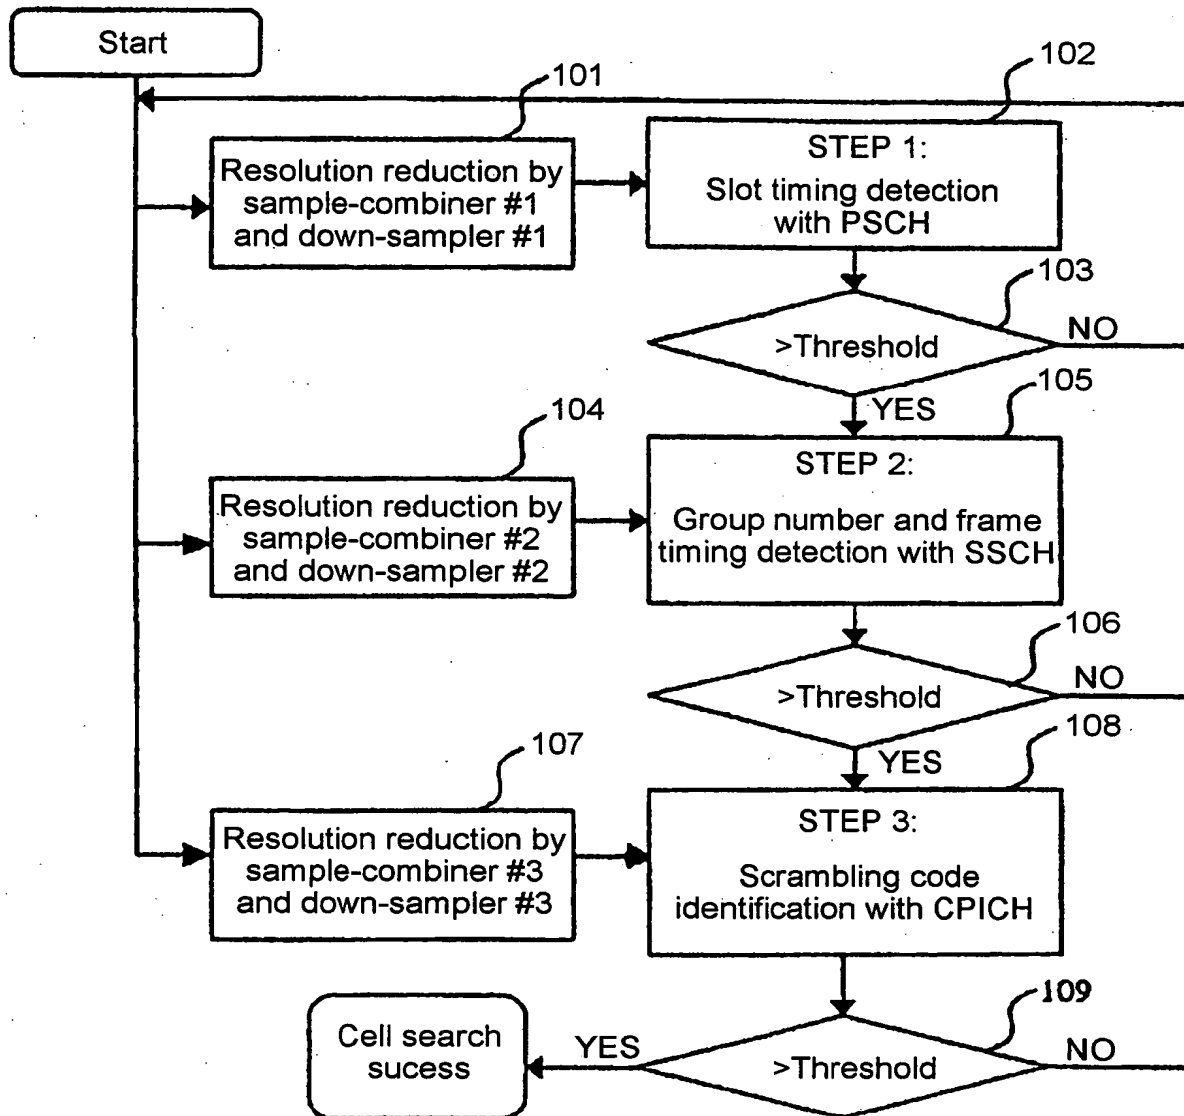 Start
101
102
Resolution reduction by
sample-combiner #1
and down-sampler #1
STEP 1:
Slot timing detection
with PSCH
103
>Threshold
NO
YES
104
105
Resolution reduction by
sample-combiner #2
and down-sampler #2
STEP 2:
Group number and frame
timing detection with SSCH
106
>Threshold
NO
YES
107
108
Resolution reduction by
sample-combiner #3
and down-sampler #3
STEP 3:
Scrambling code
identification with CPICH
109
>Threshold
NO
YES
Cell search
sucess